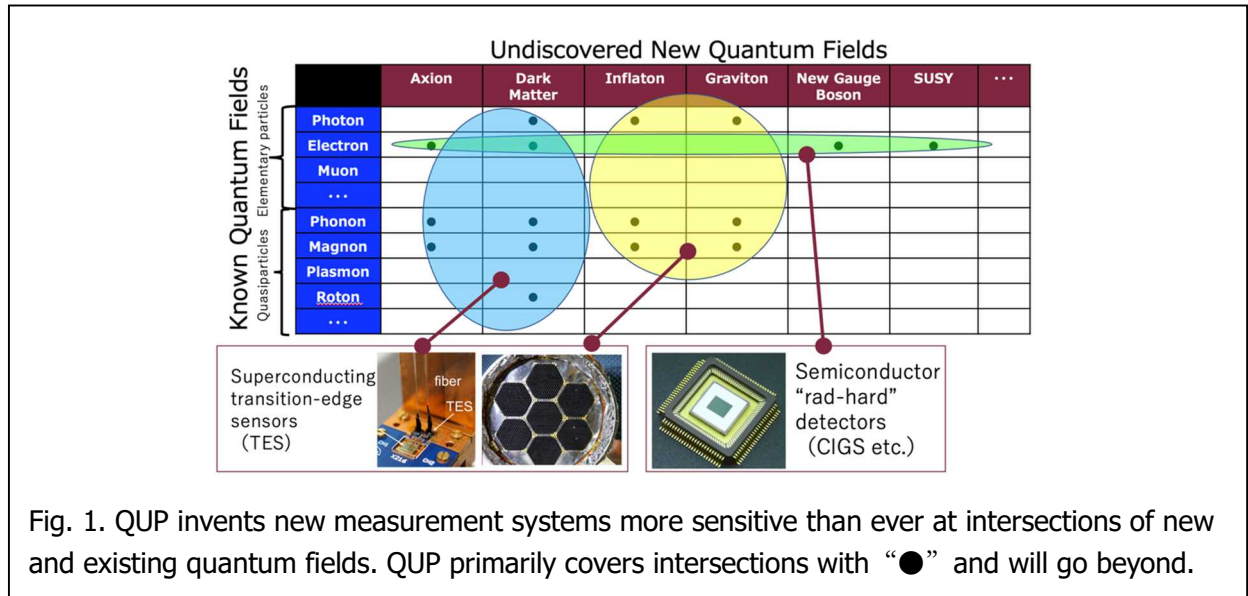 Undiscovered New Quantum Fields
Known Quantum Fields
Elementary particles
Quasiparticles
Axion
Dark
Matter
Inflaton
Graviton
New Gauge
Boson
SUSY
...
Photon
Electron
Muon
...
Phonon
Magnon
Plasmon
Roton
...
Superconducting
transition-edge
sensors
(TES)
fiber
TES
CH1
X216
CH2
Semiconductor
“rad-hard”
detectors
(CIGS etc.)
Fig. 1. QUP invents new measurement systems more sensitive than ever at intersections of new
and existing quantum fields. QUP primarily covers intersections with “●” and will go beyond.